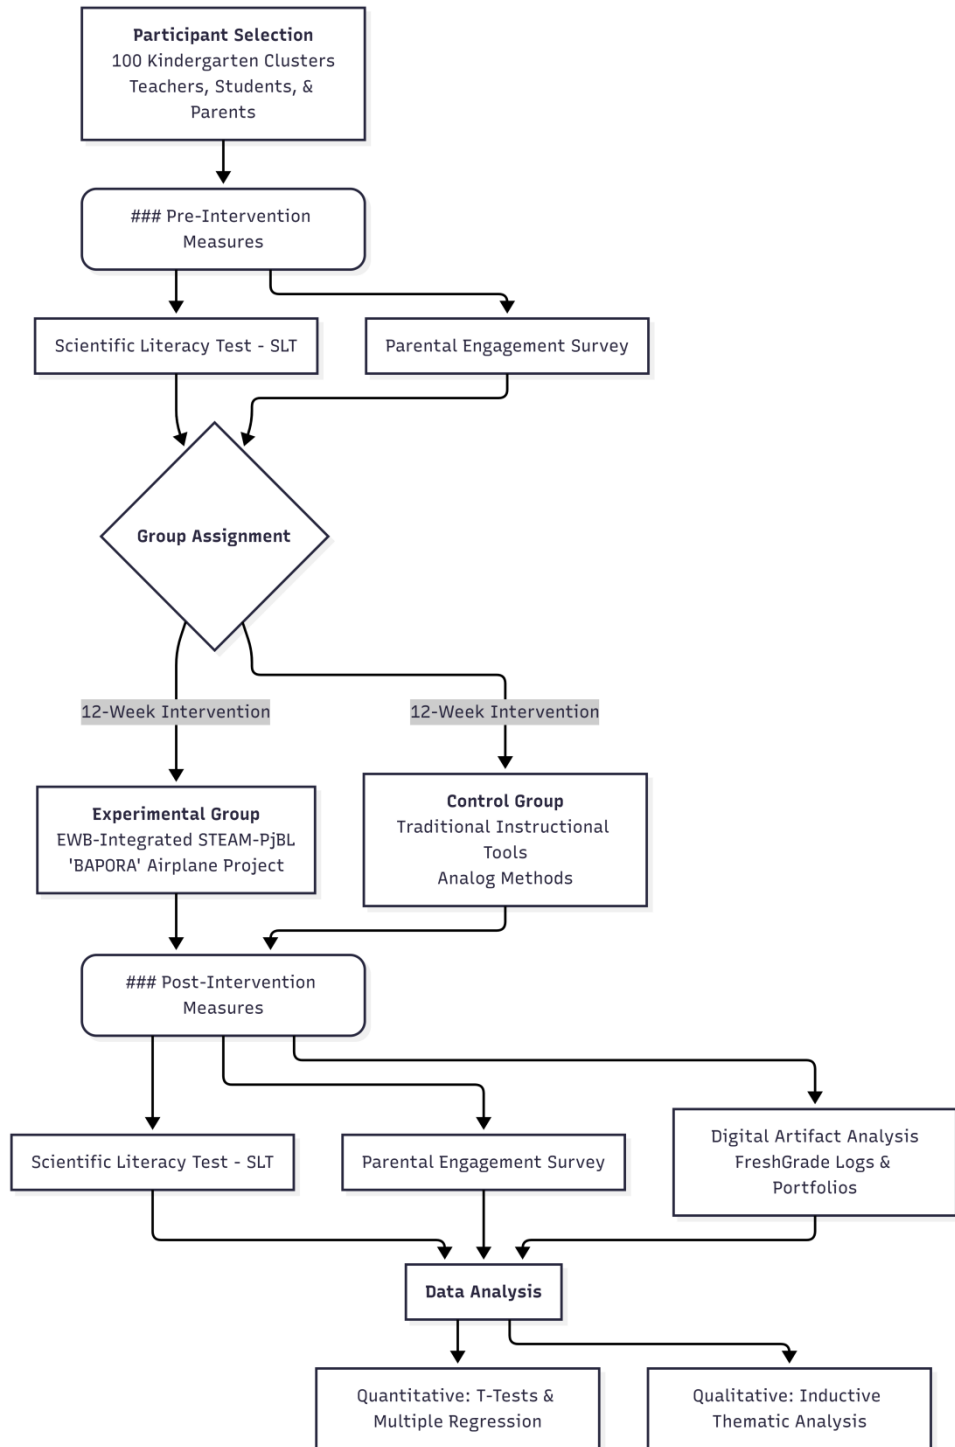 Participant Selection
100 Kindergarten Clusters
Teachers, Students, &
Parents
### Pre-Intervention
Measures
Scientific Literacy Test - SLT
Parental Engagement Survey
Group Assignment
12-Week Intervention
12-Week Intervention
Experimental Group
EWB-Integrated STEAM-PjBL
'BAPORA' Airplane Project
Control Group
Traditional Instructional
Tools
Analog Methods
### Post-Intervention
Measures
Scientific Literacy Test - SLT
Parental Engagement Survey
Digital Artifact Analysis
FreshGrade Logs &
Portfolios
Data Analysis
Quantitative: T-Tests &
Multiple Regression
Qualitative: Inductive
Thematic Analysis